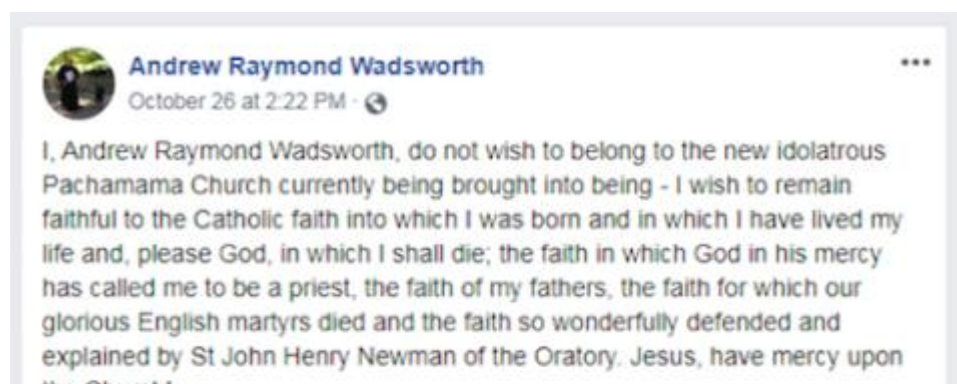 Andrew Raymond Wadsworth
October 26 at 2:22 PM ·
I, Andrew Raymond Wadsworth, do not wish to belong to the new idolatrous
Pachamama Church currently being brought into being - I wish to remain
faithful to the Catholic faith into which I was born and in which I have lived my
life and, please God, in which I shall die; the faith in which God in his mercy
has called me to be a priest, the faith of my fathers, the faith for which our
glorious English martyrs died and the faith so wonderfully defended and
explained by St John Henry Newman of the Oratory. Jesus, have mercy upon